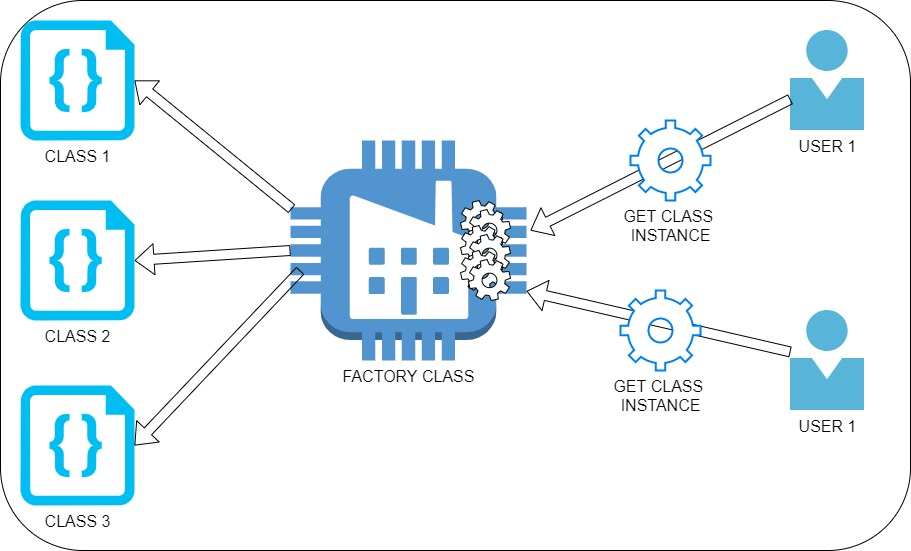 CLASS 1
CLASS 2
CLASS 3
FACTORY CLASS
GET CLASS
INSTANCE
USER 1
GET CLASS
INSTANCE
USER 1